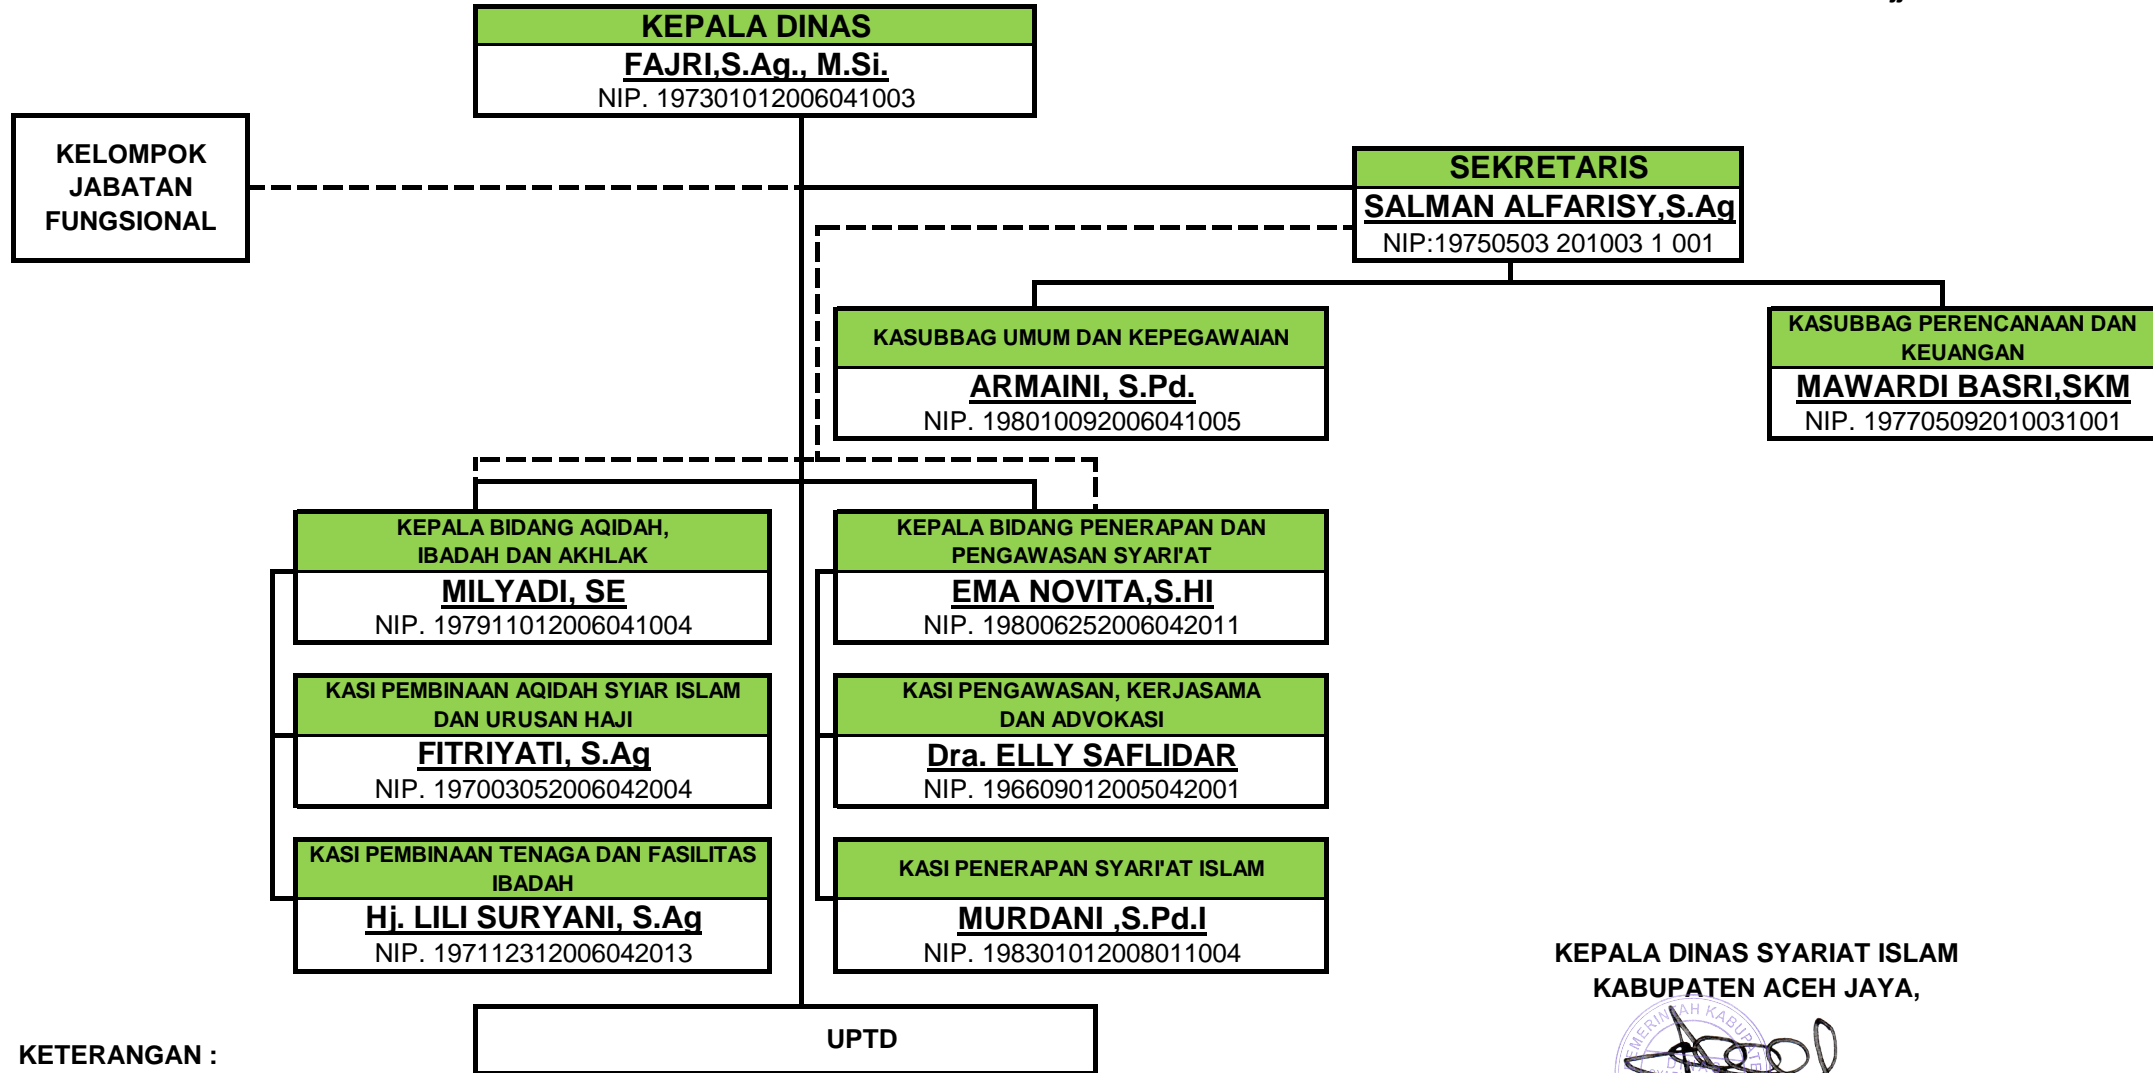 KEPALA DINAS
FAJRI,S.Ag., M.Si.
NIP. 197301012006041003
KELOMPOK
JABATAN
FUNGSIONAL
SEKRETARIS
SALMAN ALFARISY,S.Ag
NIP:19750503 201003 1 001
KASUBBAG UMUM DAN KEPEGAWAIAN
ARMAINI, S.Pd.
NIP. 198010092006041005
KASUBBAG PERENCANAAN DAN
KEUANGAN
MAWARDI BASRI,SKM
NIP. 197705092010031001
KEPALA BIDANG AQIDAH,
IBADAH DAN AKHLAK
MILYADI, SE
NIP. 197911012006041004
KEPALA BIDANG PENERAPAN DAN
PENGAWASAN SYARI'AT
EMA NOVITA,S.HI
NIP. 198006252006042011
KASI PEMBINAAN AQIDAH SYIAR ISLAM
DAN URUSAN HAJI
FITRIYATI, S.Ag
NIP. 197003052006042004
KASI PENGAWASAN, KERJASAMA
DAN ADVOKASI
Dra. ELLY SAFLIDAR
NIP. 196609012005042001
KASI PEMBINAAN TENAGA DAN FASILITAS
IBADAH
Hj. LILI SURYANI, S.Ag
NIP. 197112312006042013
KASI PENERAPAN SYARI'AT ISLAM
MURDANI ,S.Pd.I
NIP. 198301012008011004
UPTD
KETERANGAN :
KEPALA DINAS SYARIAT ISLAM
KABUPATEN ACEH JAYA,